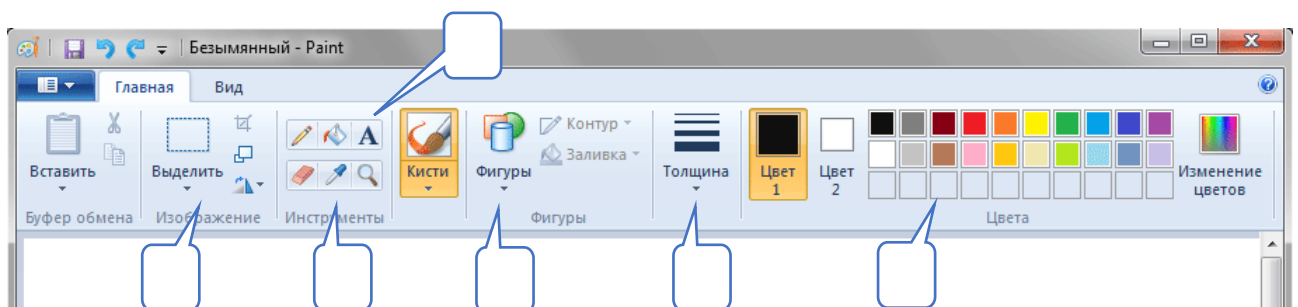 Безымянный - Paint
Главная Вид
Вставить
Выделить
A
Кисти
Фигуры
Контур
Заливка
Толщина
Цвет
1
Цвет
2
Изменение
цветов
Буфер обмена
Изображение
Инструменты
Фигуры
Цвета